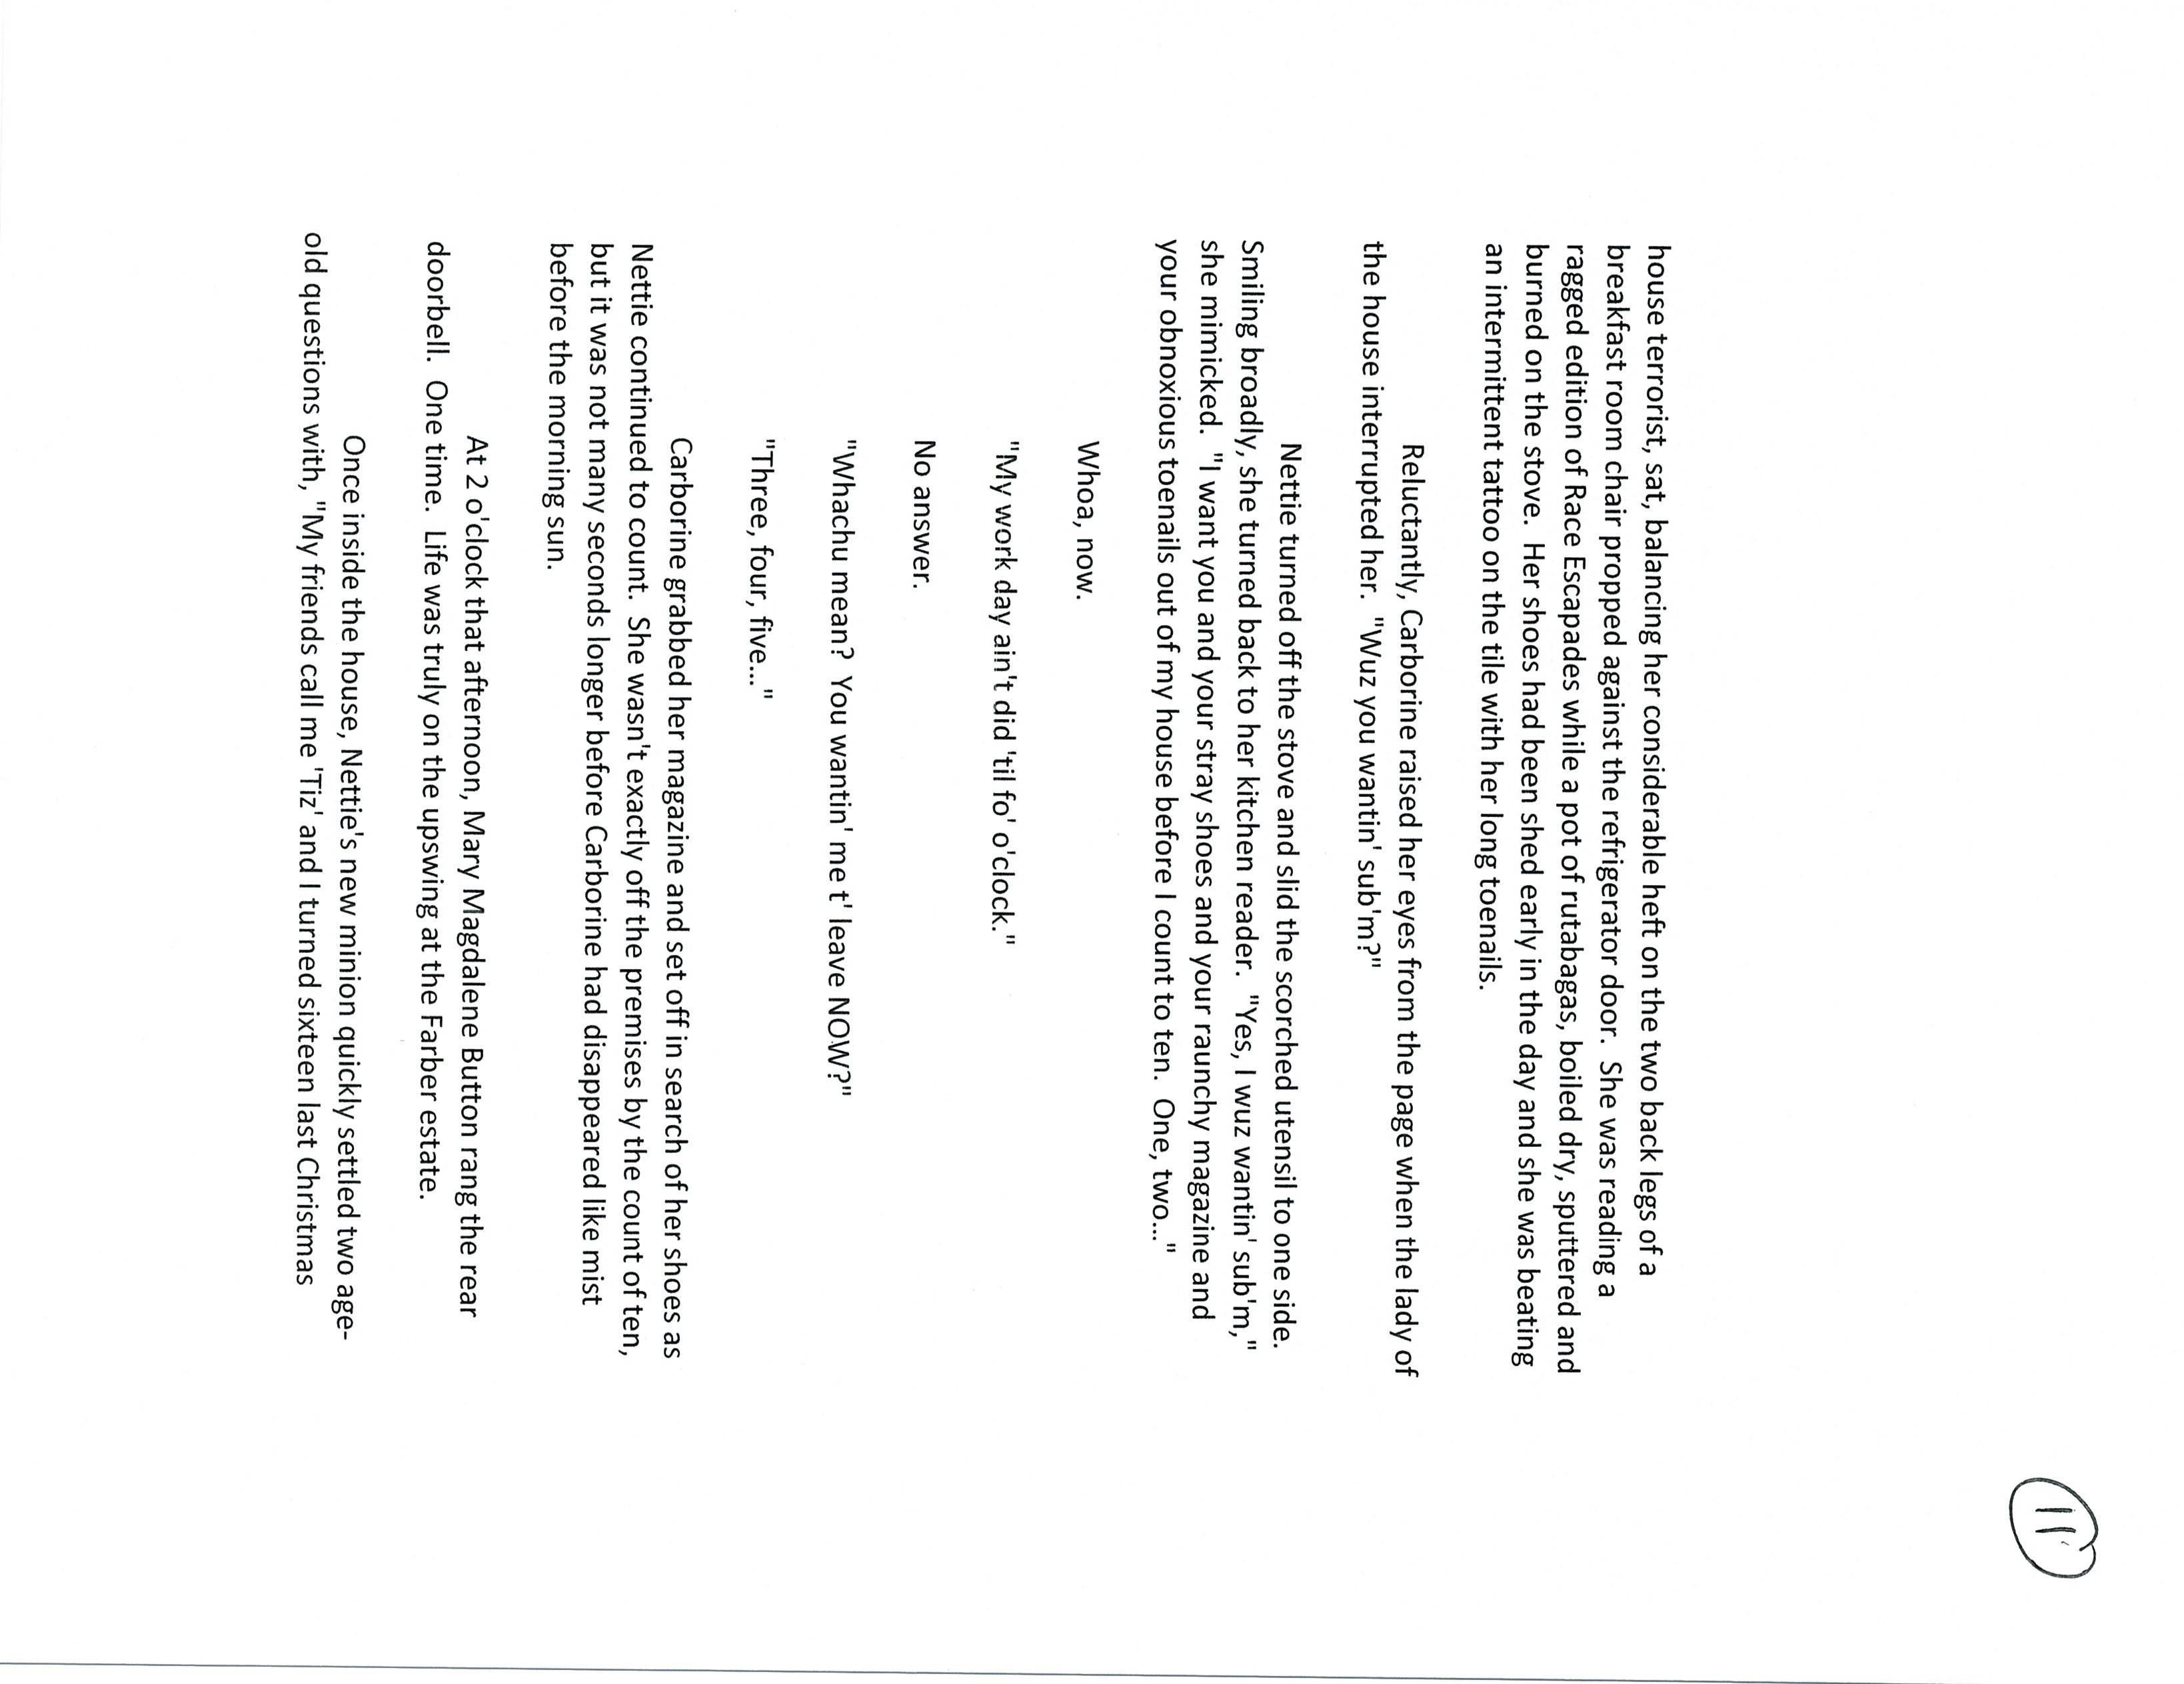 11
house terrorist, sat, balancing her considerable heft on the two back legs of a
breakfast room chair propped against the refrigerator door.  She was reading a
ragged edition of Race Escapades while a pot of rutabagas, boiled dry, sputtered and
burned on the stove.  Her shoes had been shed early in the day and she was beating
an intermittent tattoo on the tile with her long toenails.
Reluctantly, Carborine raised her eyes from the page when the lady of
the house interrupted her.  "Wuz you wantin' sub'm?"
Nettie turned off the stove and slid the scorched utensil to one side.
Smiling broadly, she turned back to her kitchen reader.  "Yes, I wuz wantin' sub'm,"
she mimicked.  "I want you and your stray shoes and your raunchy magazine and
your obnoxious toenails out of my house before I count to ten.  One, two..."
Whoa, now.
"My work day ain't did 'til fo' o'clock."
No answer.
"Whachu mean?  You wantin' me t' leave NOW?"
"Three, four, five..."
Carborine grabbed her magazine and set off in search of her shoes as
Nettie continued to count.  She wasn't exactly off the premises by the count of ten,
but it was not many seconds longer before Carborine had disappeared like mist
before the morning sun.
At 2 o'clock that afternoon, Mary Magdalene Button rang the rear
doorbell.  One time.  Life was truly on the upswing at the Farber estate.
Once inside the house, Nettie's new minion quickly settled two age-
old questions with, "My friends call me 'Tiz' and I turned sixteen last Christmas